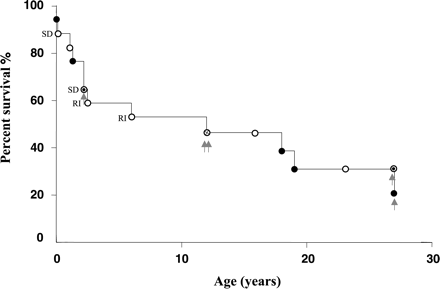 Percent survival %
100
80
60
40
20
0
SD
SD
RI
RI
0 10 20 30
Age (years)